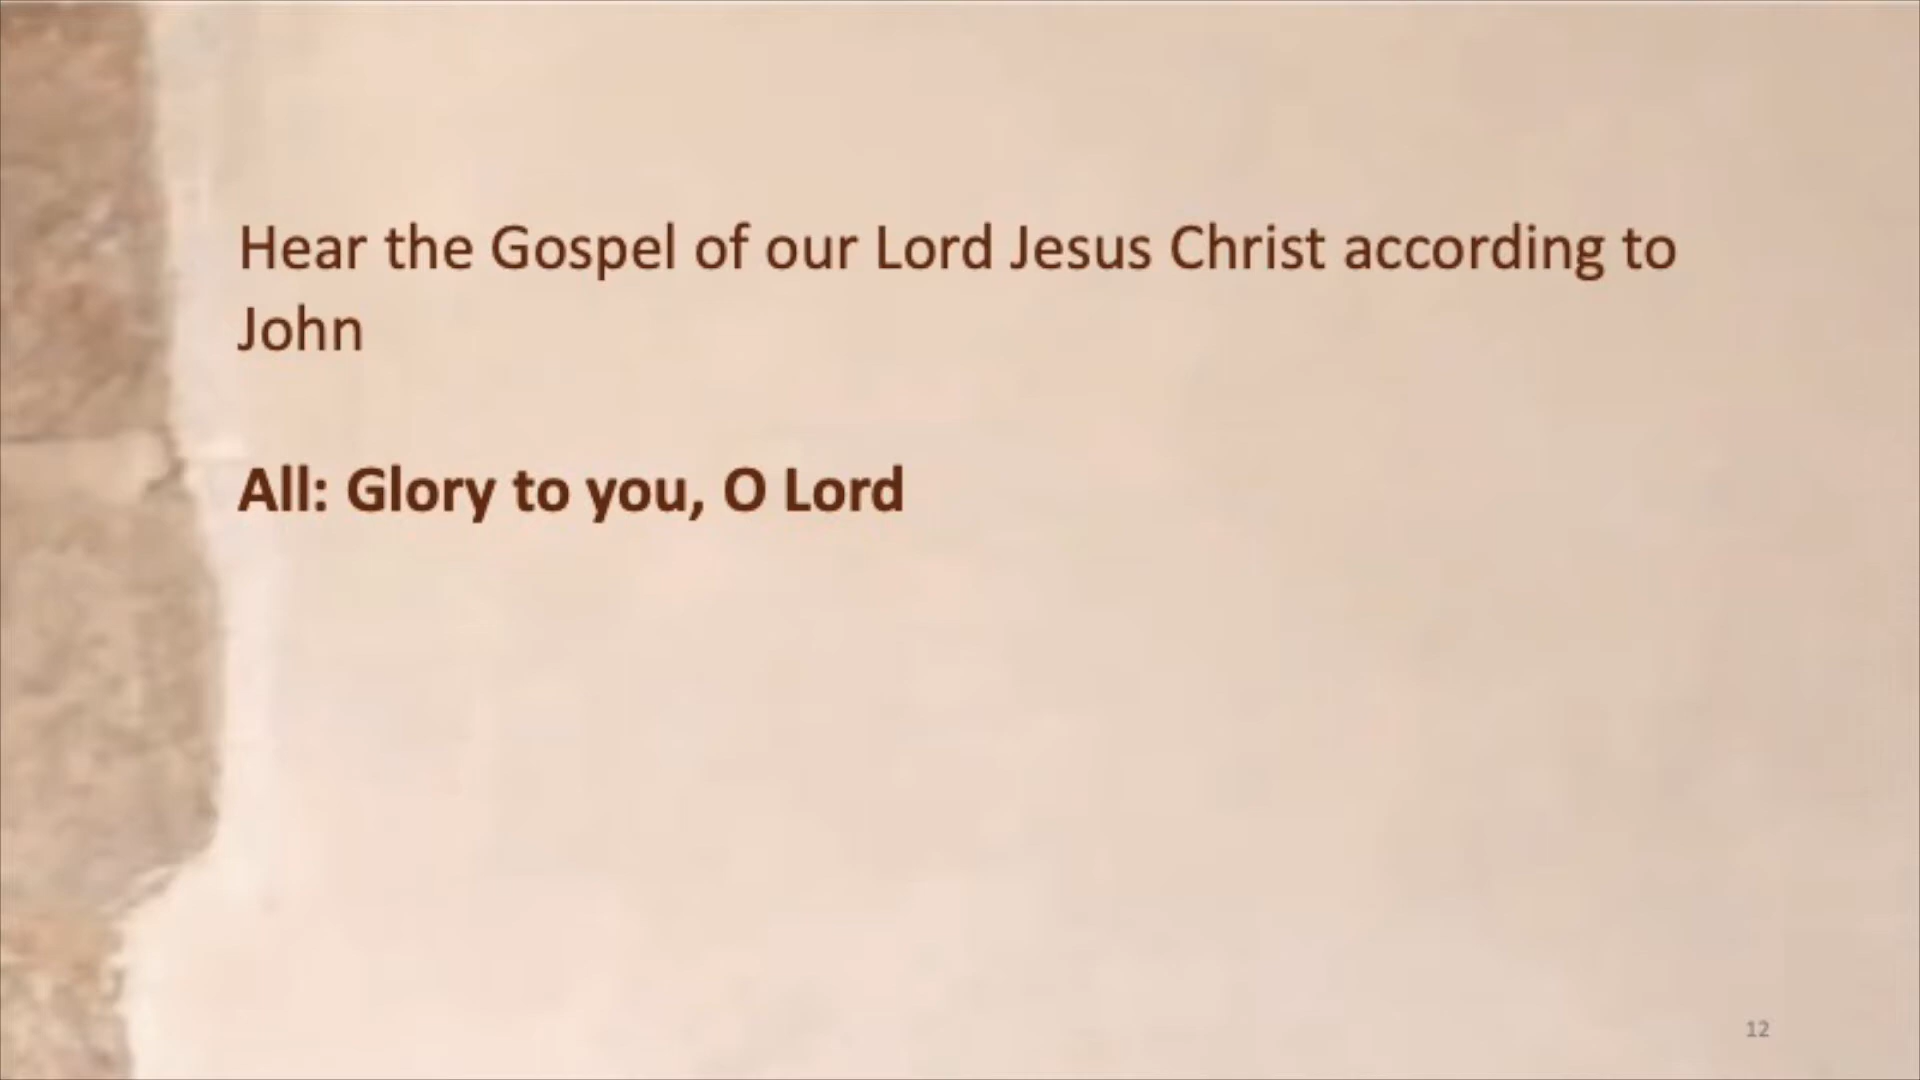 Hear the Gospel of our Lord Jesus Christ according to
John
All: Glory to you, O Lord
12